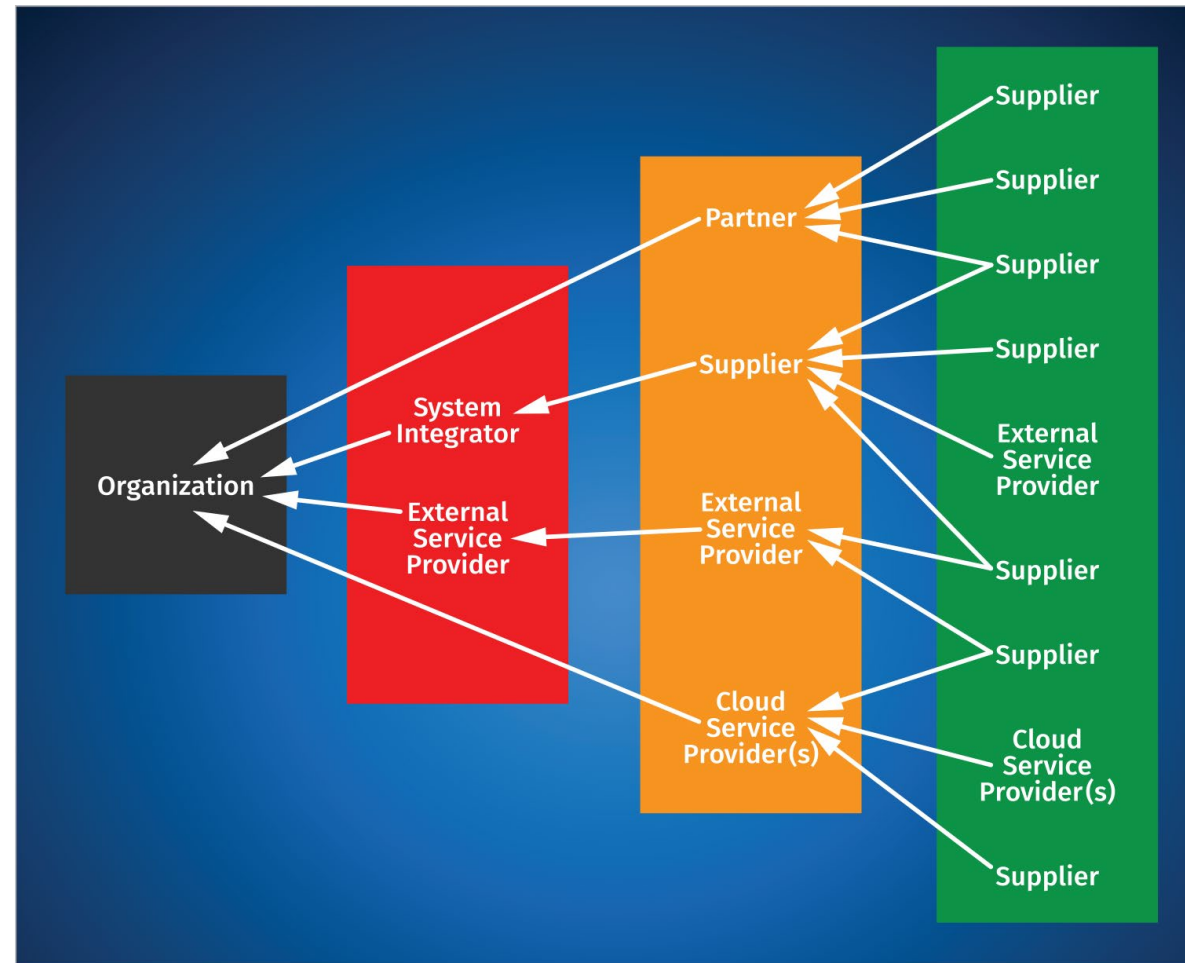 Organization
System
Integrator
External
Service
Provider
Partner
Supplier
External
Service
Provider
Cloud
Service
Provider(s)
Supplier
Supplier
Supplier
Supplier
External
Service
Provider
Supplier
Supplier
Cloud
Service
Provider(s)
Supplier